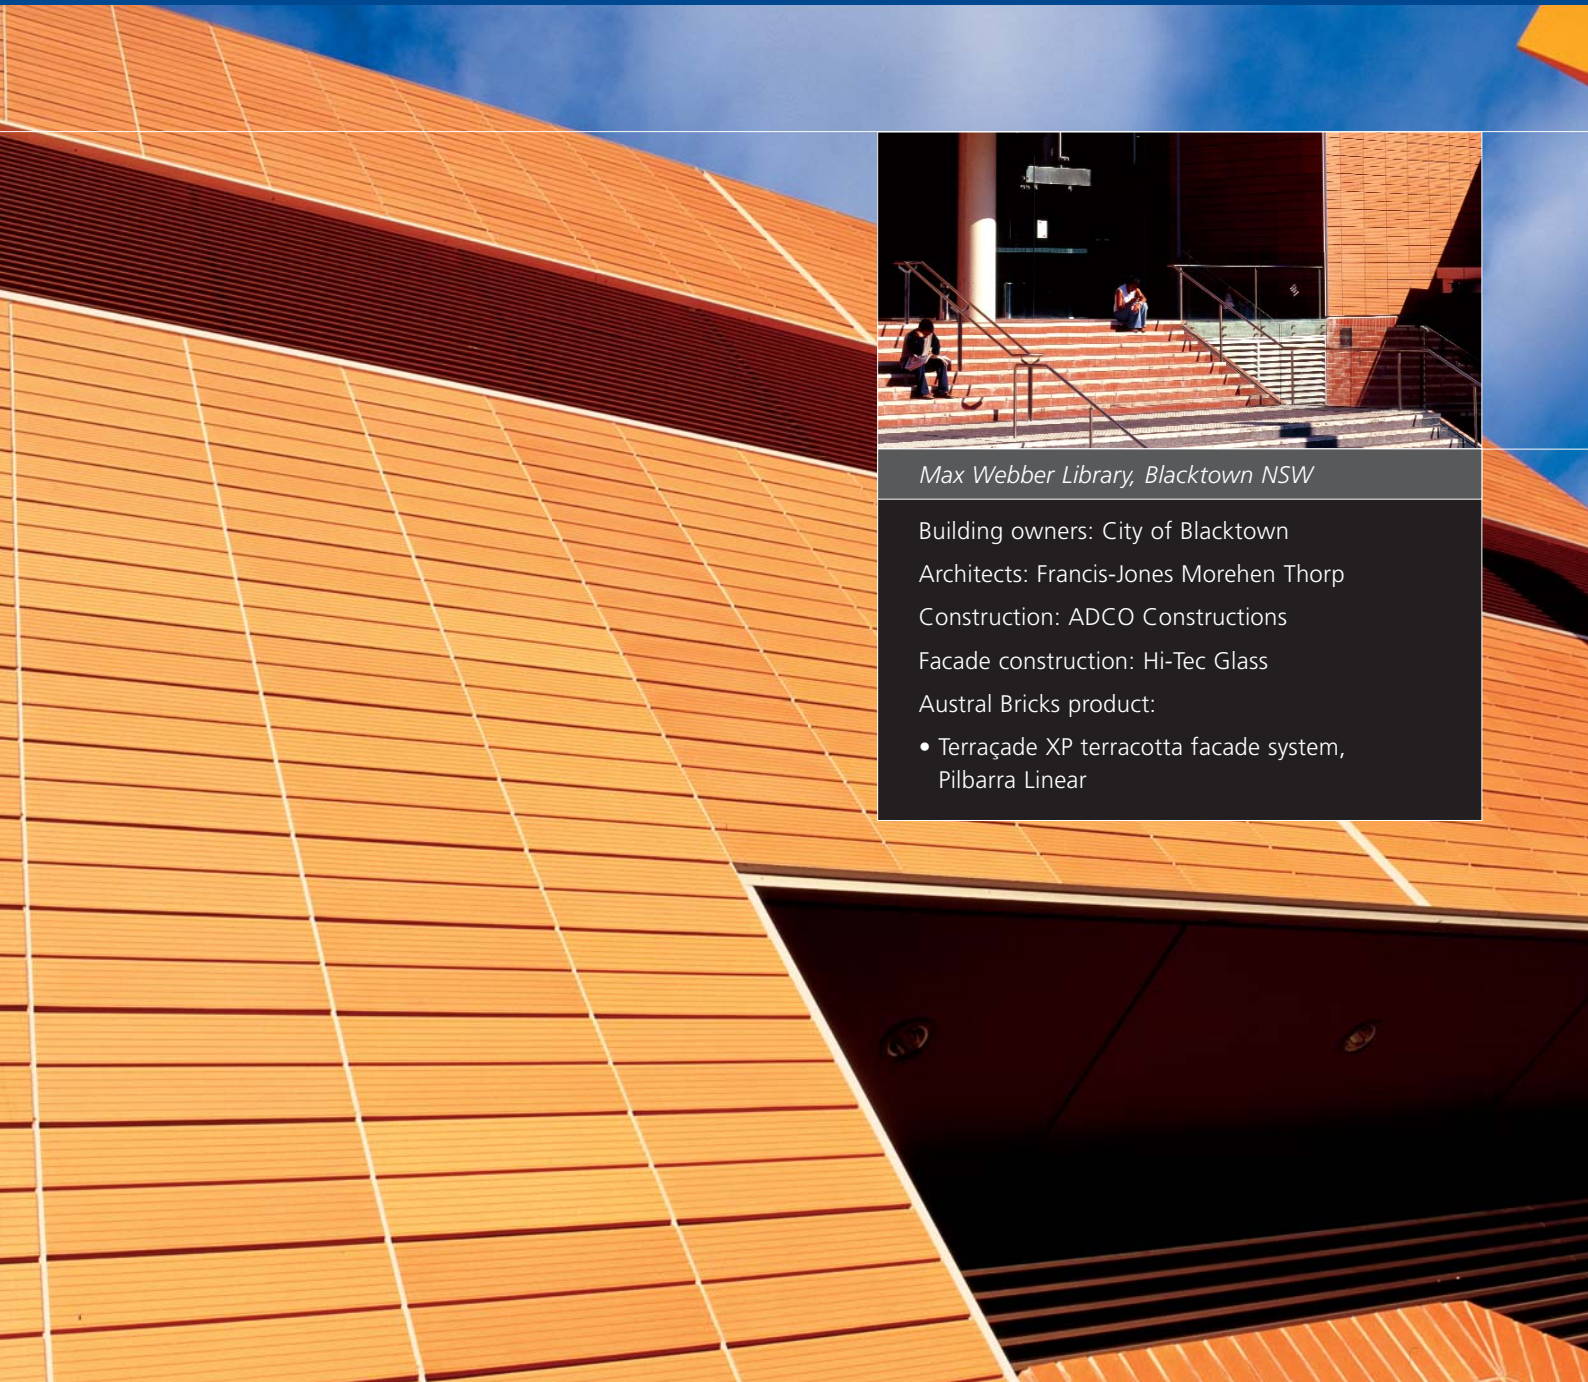 Max Webber Library, Blacktown NSW
Building owners: City of Blacktown
Architects: Francis-Jones Morehen Thorp
Construction: ADCO Constructions
Facade construction: Hi-Tec Glass
Austral Bricks product:
• Terraçade XP terracotta facade system,
Pilbarra Linear